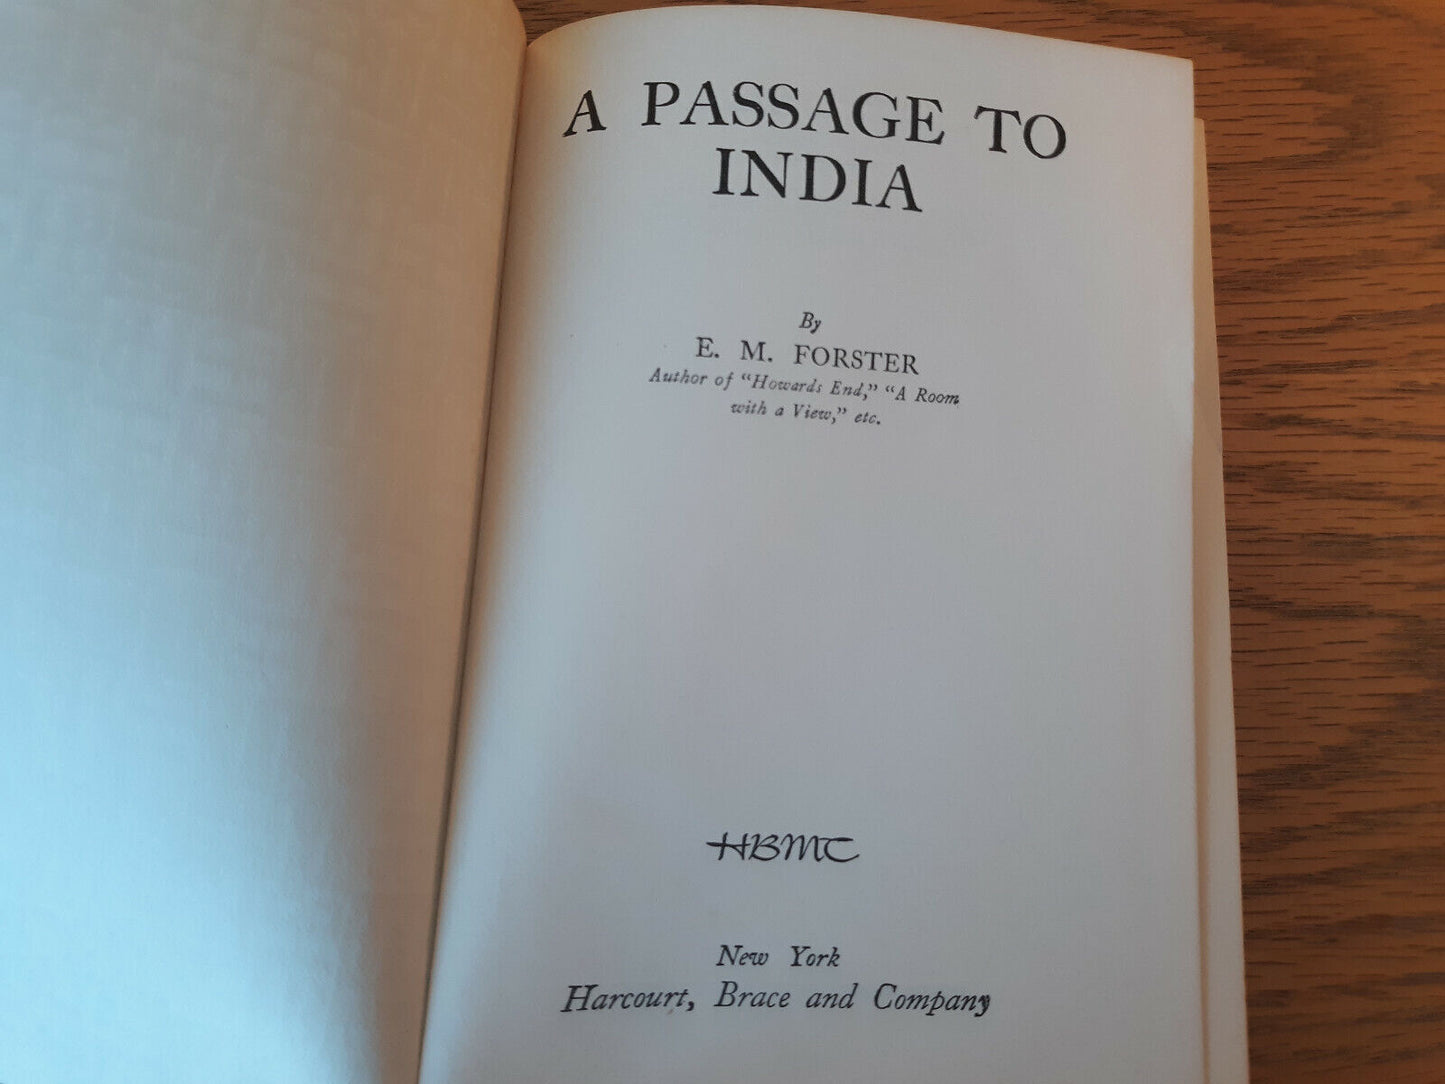 A PASSAGE TO
INDIA
By
E. M. FORSTER
Author of “Howards End,” “A Room
with a View,” etc.
HBMC
New York
Harcourt, Brace and Company